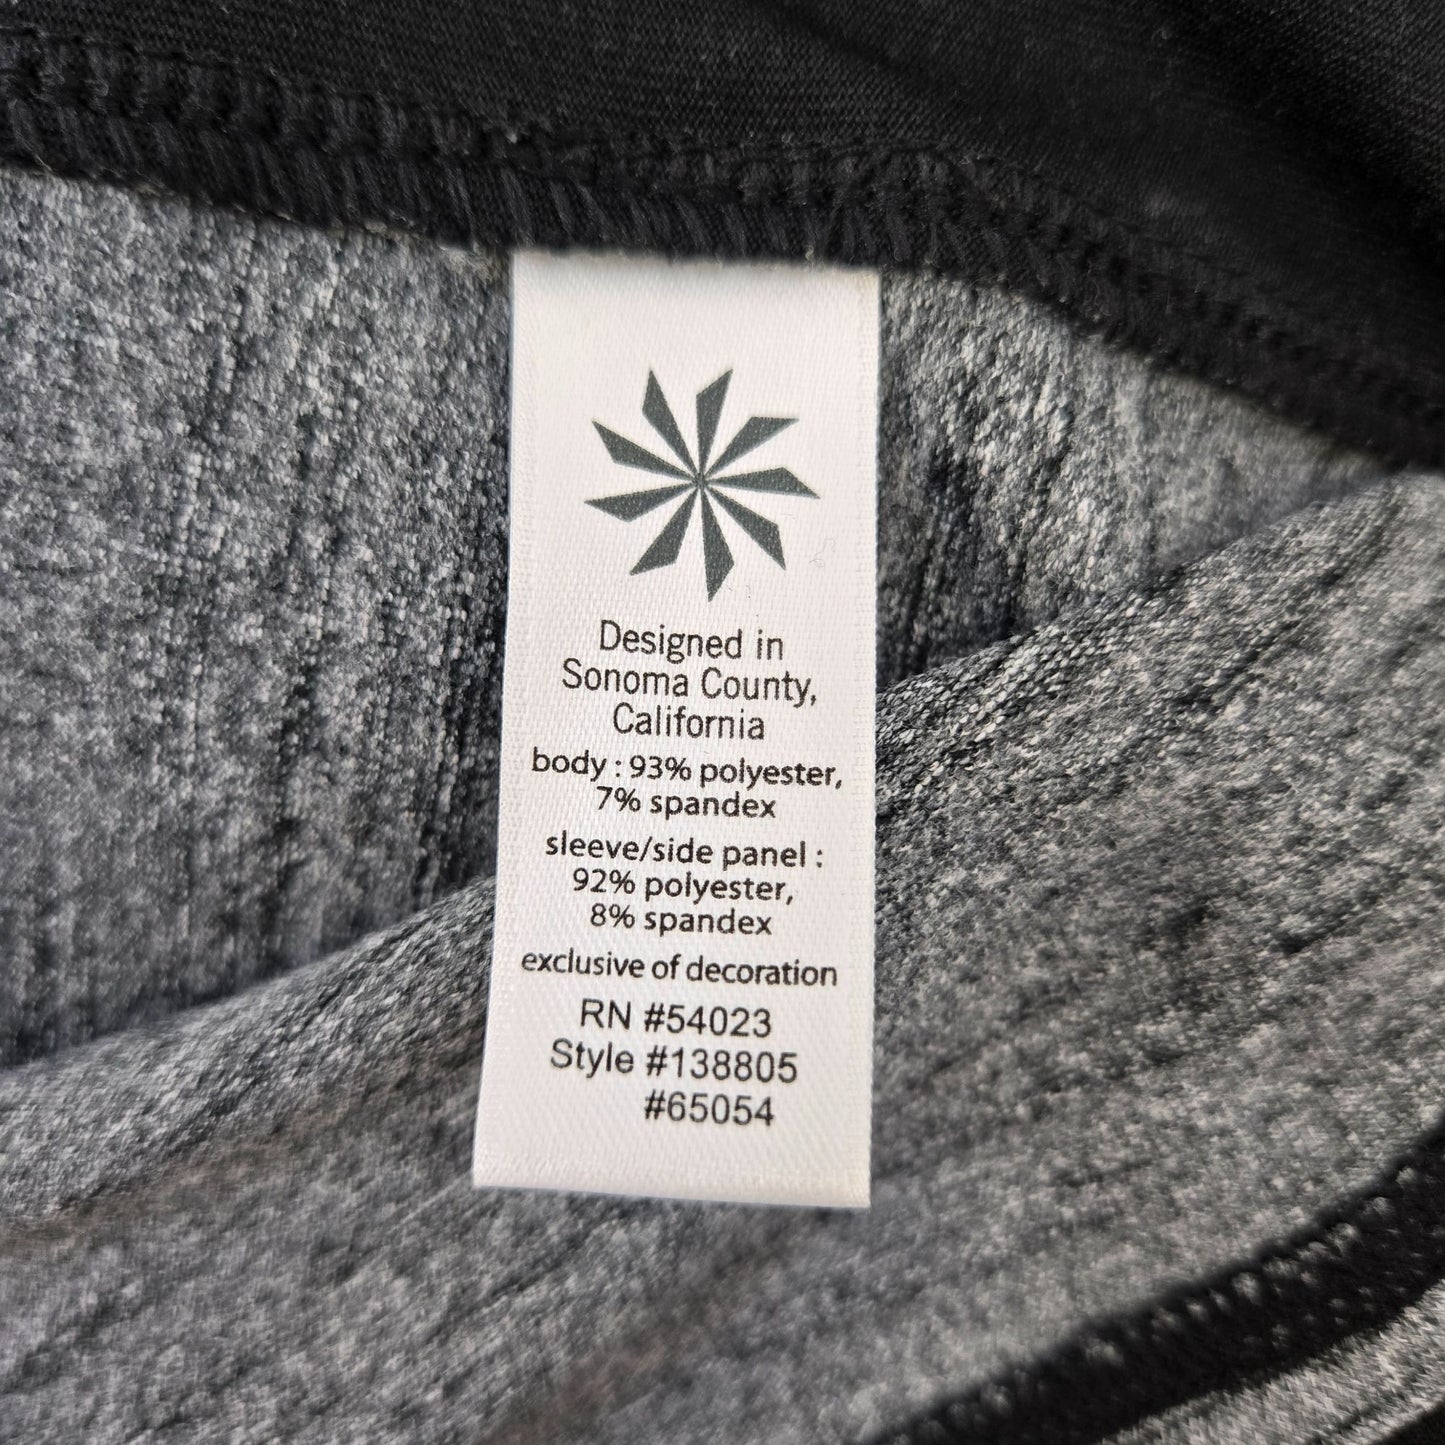 Designed in
Sonoma County,
California
body : 93% polyester,
7% spandex
sleeve/side panel :
92% polyester,
8% spandex
exclusive of decoration
RN #54023
Style #138805
#65054